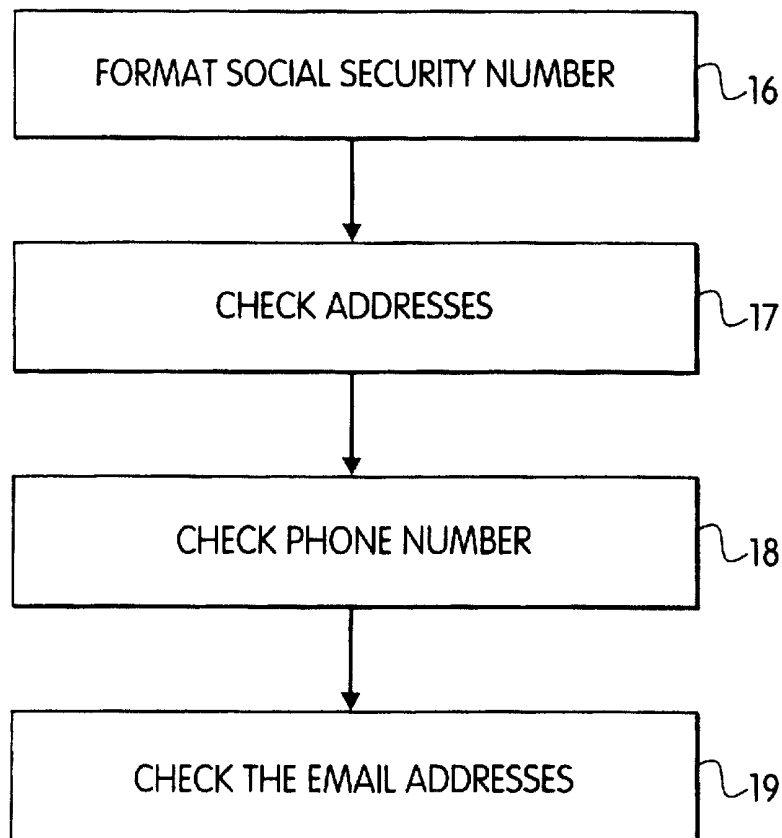 FORMAT SOCIAL SECURITY NUMBER
16
CHECK ADDRESSES
17
CHECK PHONE NUMBER
18
CHECK THE EMAIL ADDRESSES
19